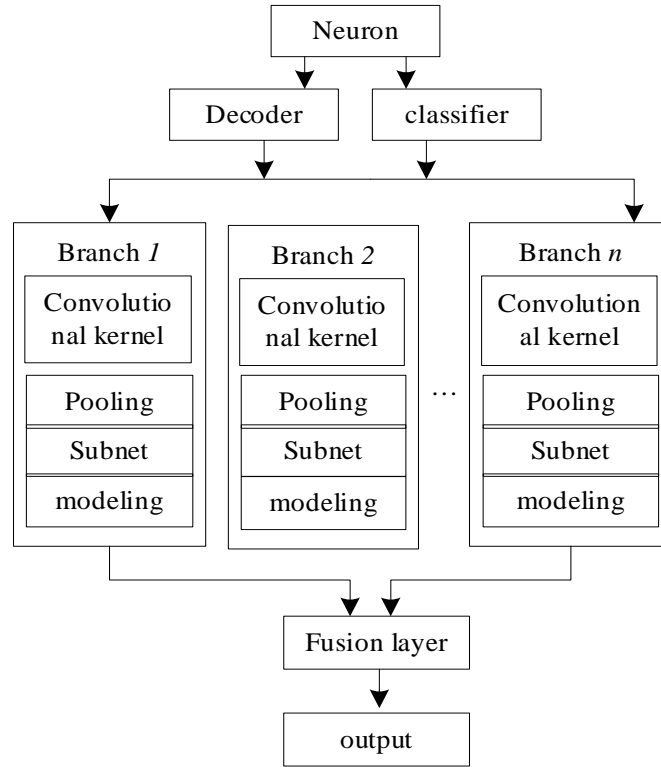 Neuron
Decoder
classifier
Branch 1
Convolutio
nal kernel
Pooling
Subnet
modeling
Branch 2
Convolutio
nal kernel
Pooling
Subnet
modeling
…
Branch n
Convolution
al kernel
Pooling
Subnet
modeling
Fusion layer
output